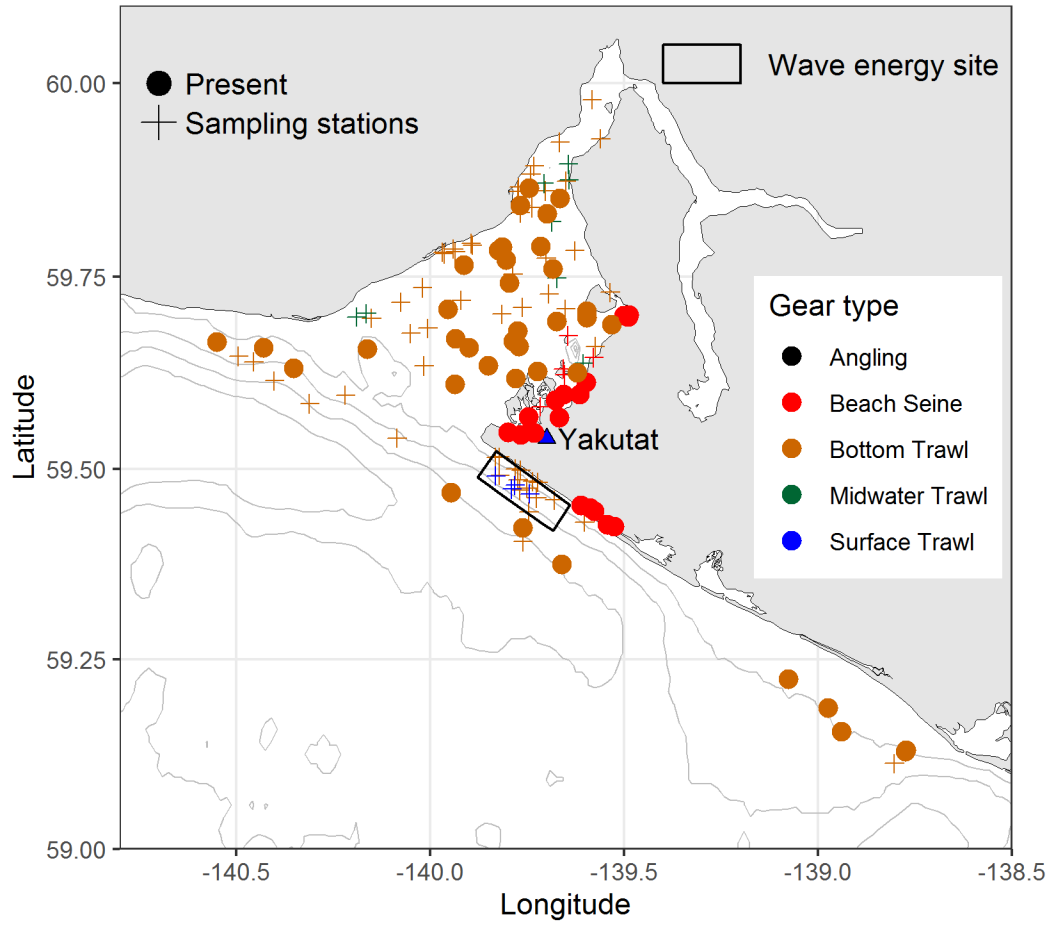 Present
Sampling stations
Wave energy site
60.00
59.75
59.50
59.25
59.00
Latitude
Yakutat
Gear type
Angling
Beach Seine
Bottom Trawl
Midwater Trawl
Surface Trawl
-140.5
-140.0
-139.5
-139.0
-138.5
Longitude